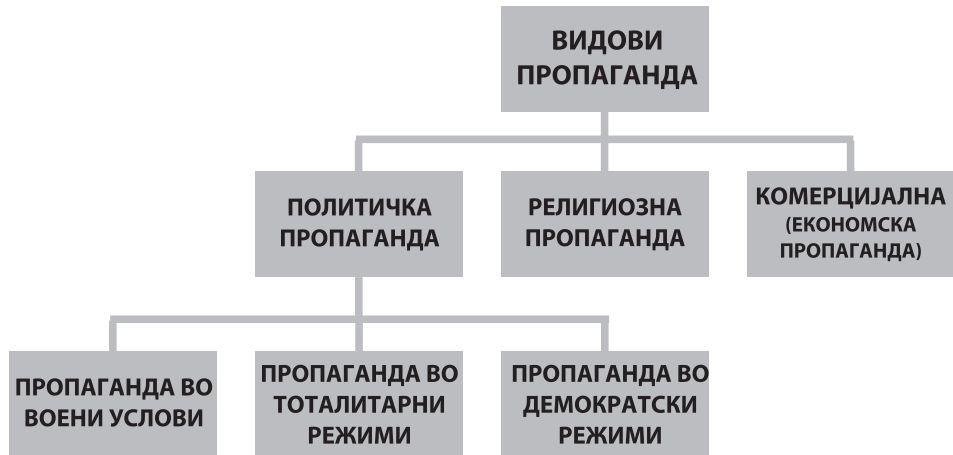 ВИДОВИ
ПРОПАГАНДА
ПОЛИТИЧКА
ПРОПАГАНДА
РЕЛИГИОЗНА
ПРОПАГАНДА
КОМЕРЦИЈАЛНА
(ЕКОНОМСКА
ПРОПАГАНДА)
ПРОПАГАНДА ВО
ВОЕНИ УСЛОВИ
ПРОПАГАНДА ВО
ТОТАЛИТАРНИ
РЕЖИМИ
ПРОПАГАНДА ВО
ДЕМОКРАТСКИ
РЕЖИМИ